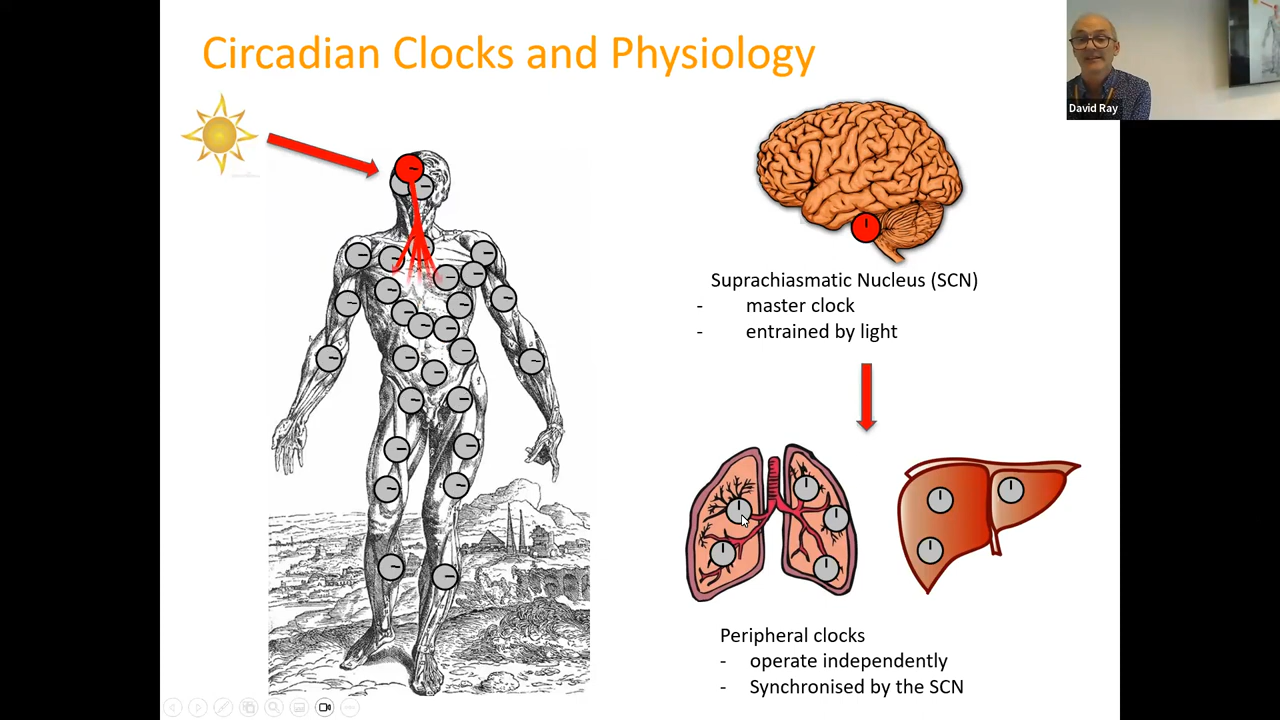 Circadian Clocks and Physiology
David Ray
Suprachiasmatic Nucleus (SCN)
- master clock
- entrained by light
Peripheral clocks
- operate independently
- Synchronised by the SCN